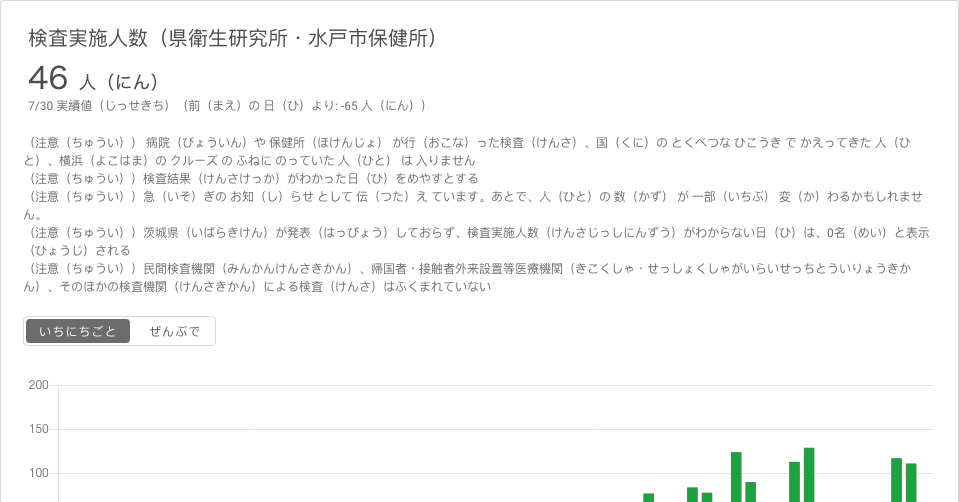 検査実施人数（県衛生研究所・水戸市保健所）
46 人（にん）
7/30 実績値（じっせきち）（前（まえ）の 日（ひ）より: -65 人（にん））
（注意（ちゅうい）） 病院（びょういん）や 保健所（ほけんじょ） が行（おこな）った検査（けんさ）、国（くに）の とくべつな ひこうき で かえってきた 人（ひ
と）、横浜（よこはま）の クルーズ の ふねに のっていた 人（ひと） は 入りません
（注意（ちゅうい））検査結果（けんさけっか）がわかった日（ひ）をめやすとする
（注意（ちゅうい））急（いそ）ぎの お知（し）らせ として 伝（つた）え ています。あとで、人（ひと）の 数（かず） が 一部（いちぶ） 変（か）わるかもしれませ
ん。
（注意（ちゅうい））茨城県（いばらきけん）が発表（はっぴょう）しておらず、検査実施人数（けんさじっしにんずう）がわからない日（ひ）は、0名（めい）と表示
（ひょうじ）される
（注意（ちゅうい））民間検査機関（みんかんけんさきかん）、帰国者・接触者外来設置等医療機関（きこくしゃ・せっしょくしゃがいらいせっちとういりょうきか
ん）、そのほかの検査機関（けんさきかん）による検査（けんさ）はふくまれていない
いちにちごと ぜんぶで
200
150
100